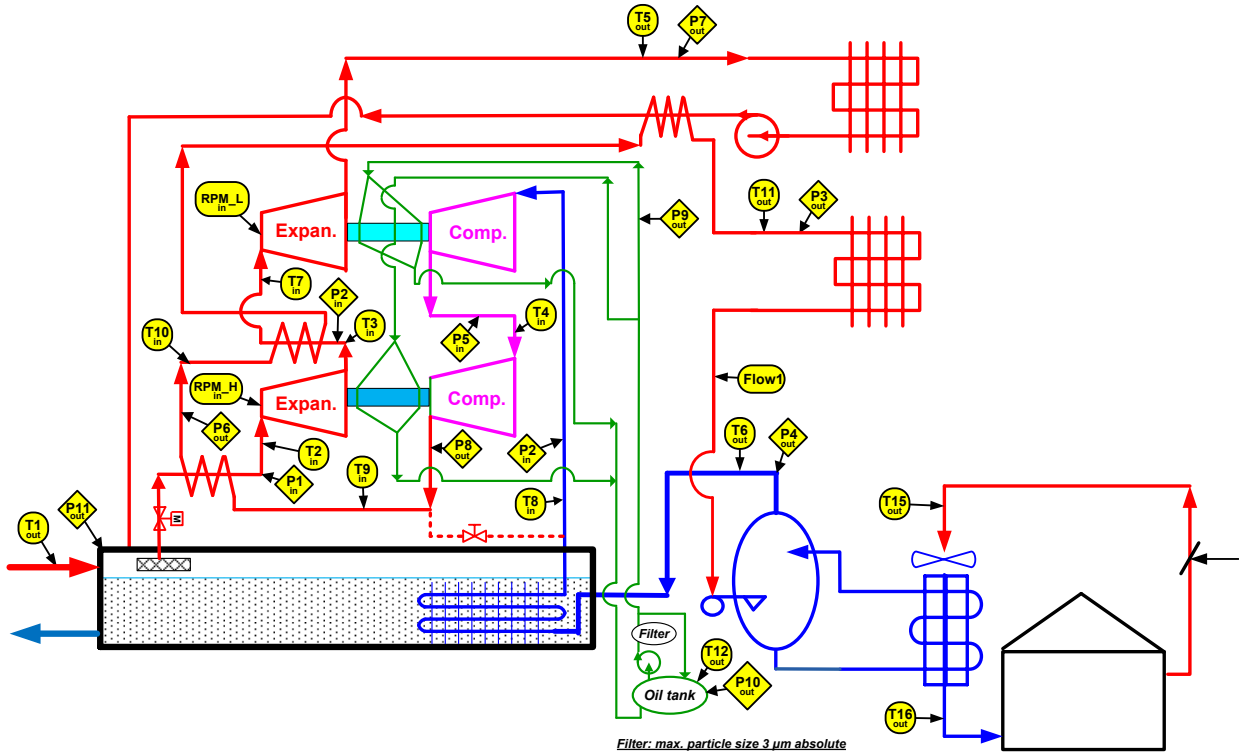 T5
out
P7
out
RPM_L
in
Expan.
Comp.
T11
out
P3
out
P9
out
T7
in
P2
in
T3
in
T10
in
P5
in
T4
in
RPM_H
in
Expan.
Comp.
Flow1
P6
out
T2
in
P1
in
P8
out
P2
in
T6
out
P4
out
T9
in
T8
in
T15
out
P11
out
T1
out
M
Filter
T12
out
Oil tank
P10
out
T16
out
Filter: max. particle size 3 µm absolute